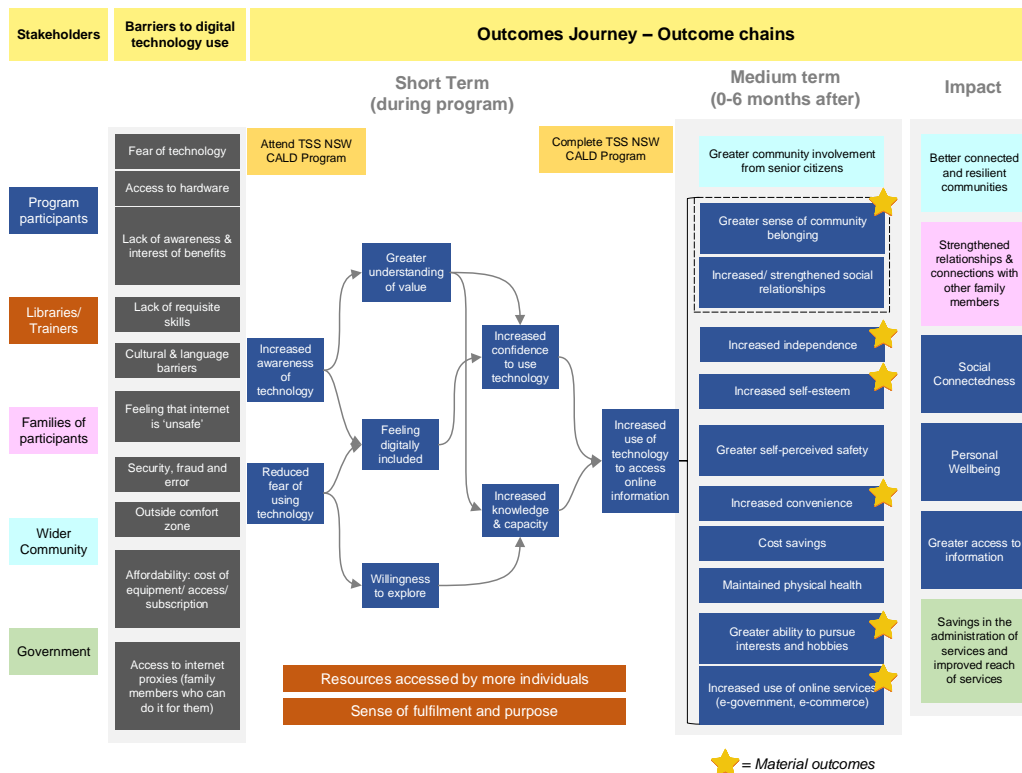 Stakeholders
Barriers to digital
technology use
Outcomes Journey – Outcome chains
Short Term
(during program)
Medium term
(0-6 months after)
Impact
Program
participants
Libraries/
Trainers
Families of
participants
Wider
Community
Government
Fear of technology
Access to hardware
Lack of awareness &
interest of benefits
Lack of requisite
skills
Cultural & language
barriers
Feeling that internet
is ‘unsafe’
Security, fraud and
error
Outside comfort
zone
Affordability: cost of
equipment/ access/
subscription
Access to internet
proxies (family
members who can
do it for them)
Attend TSS NSW
CALD Program
Complete TSS NSW
CALD Program
Increased
awareness of
technology
Reduced
fear of
using
technology
Greater
understanding
of value
Feeling
digitally
included
Willingness
to explore
Increased
confidence
to use
technology
Increased
knowledge
& capacity
Increased
use of
technology
to access
online
information
Resources accessed by more individuals
Sense of fulfilment and purpose
Greater community involvement
from senior citizens
Greater sense of community
belonging
Increased/ strengthened social
relationships
Increased independence
Increased self-esteem
Greater self-perceived safety
Increased convenience
Cost savings
Maintained physical health
Greater ability to pursue
interests and hobbies
Increased use of online services
(e-government, e-commerce)
Better connected
and resilient
communities
Strengthened
relationships &
connections with
other family
members
Social
Connectedness
Personal
Wellbeing
Greater access to
information
Savings in the
administration of
services and
improved reach
of services
= Material outcomes